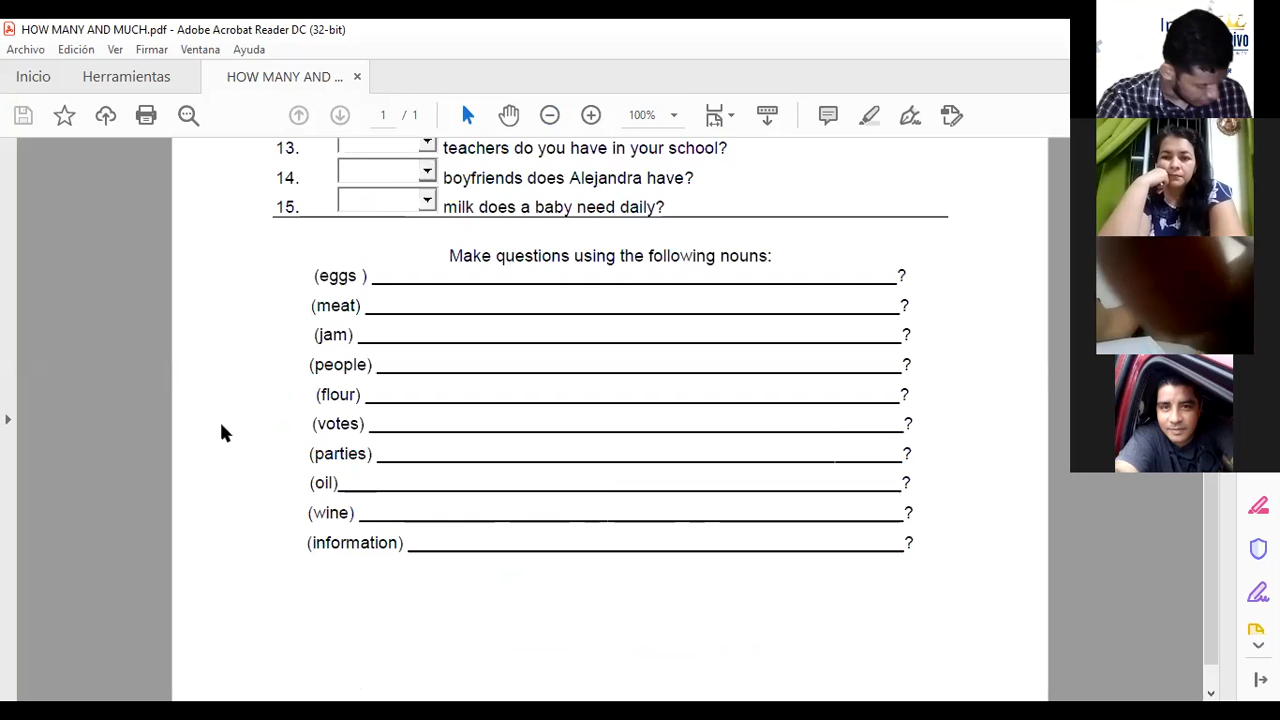 HOW MANY AND MUCH.pdf - Adobe Acrobat Reader DC (32-bit)
Archivo Edición Ver Firmar Ventana Ayuda
Inicio Herramientas HOW MANY AND ... ×
1 / 1 100%
13. teachers do you have in your school?
14. boyfriends does Alejandra have?
15. milk does a baby need daily?
Make questions using the following nouns:
(eggs ) ?
(meat) ?
(jam) ?
(people) ?
(flour) ?
(votes) ?
(parties) ?
(oil) ?
(wine) ?
(information) ?